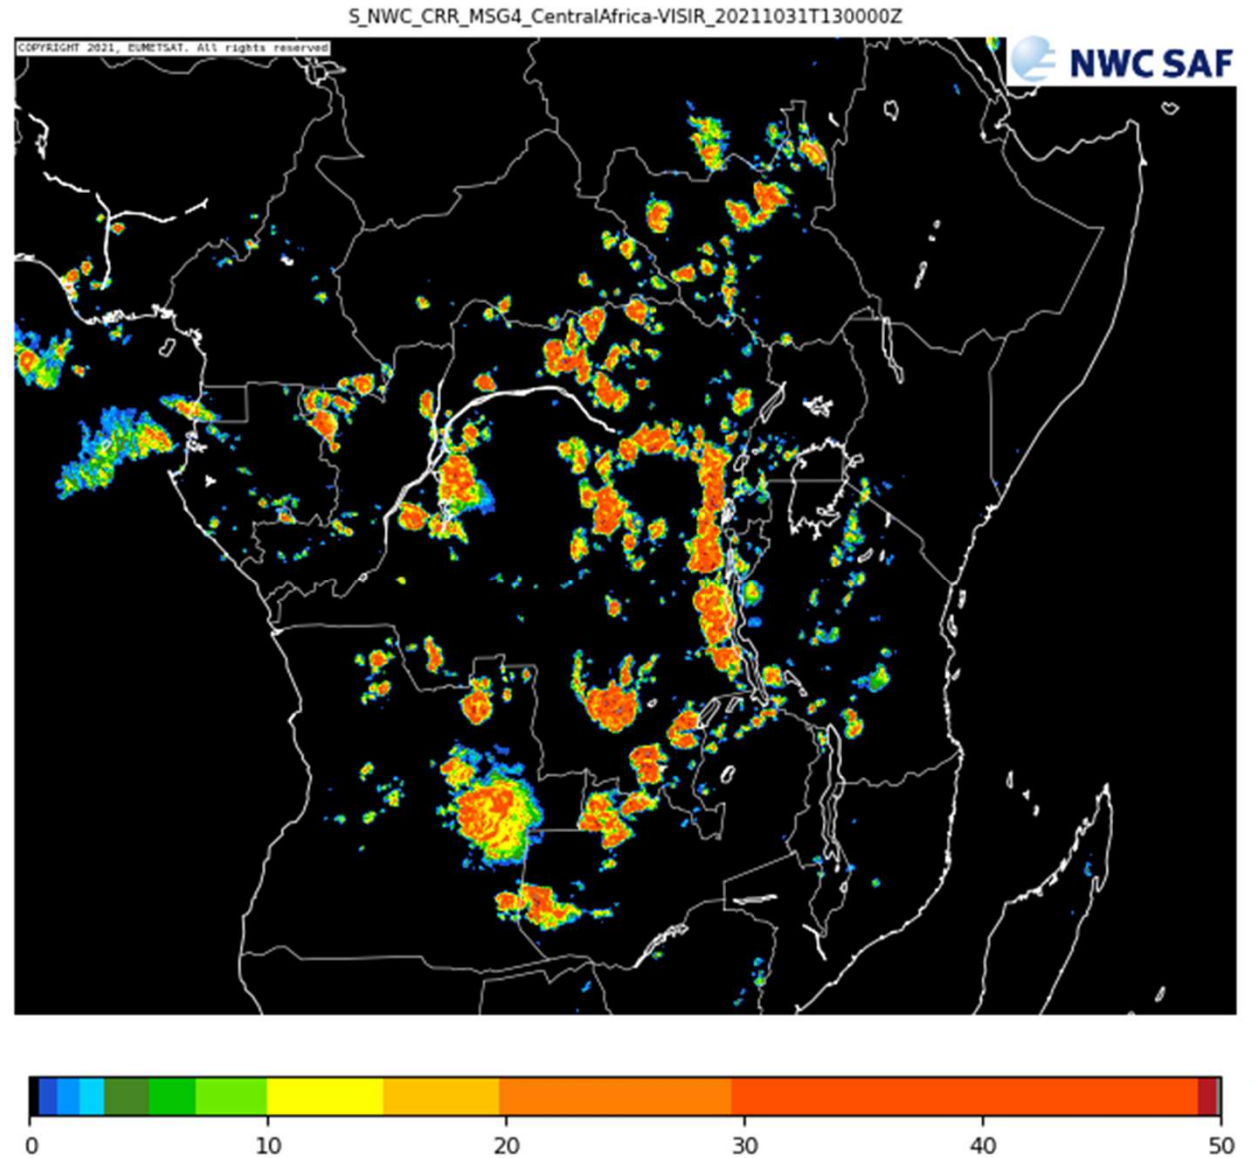 S_NWC_CRR_MSG4_CentralAfrica-VISIR_20211031T130000Z
COPYRIGHT 2021, EUMETSAT. All rights reserved
NWC SAF
0 10 20 30 40 50